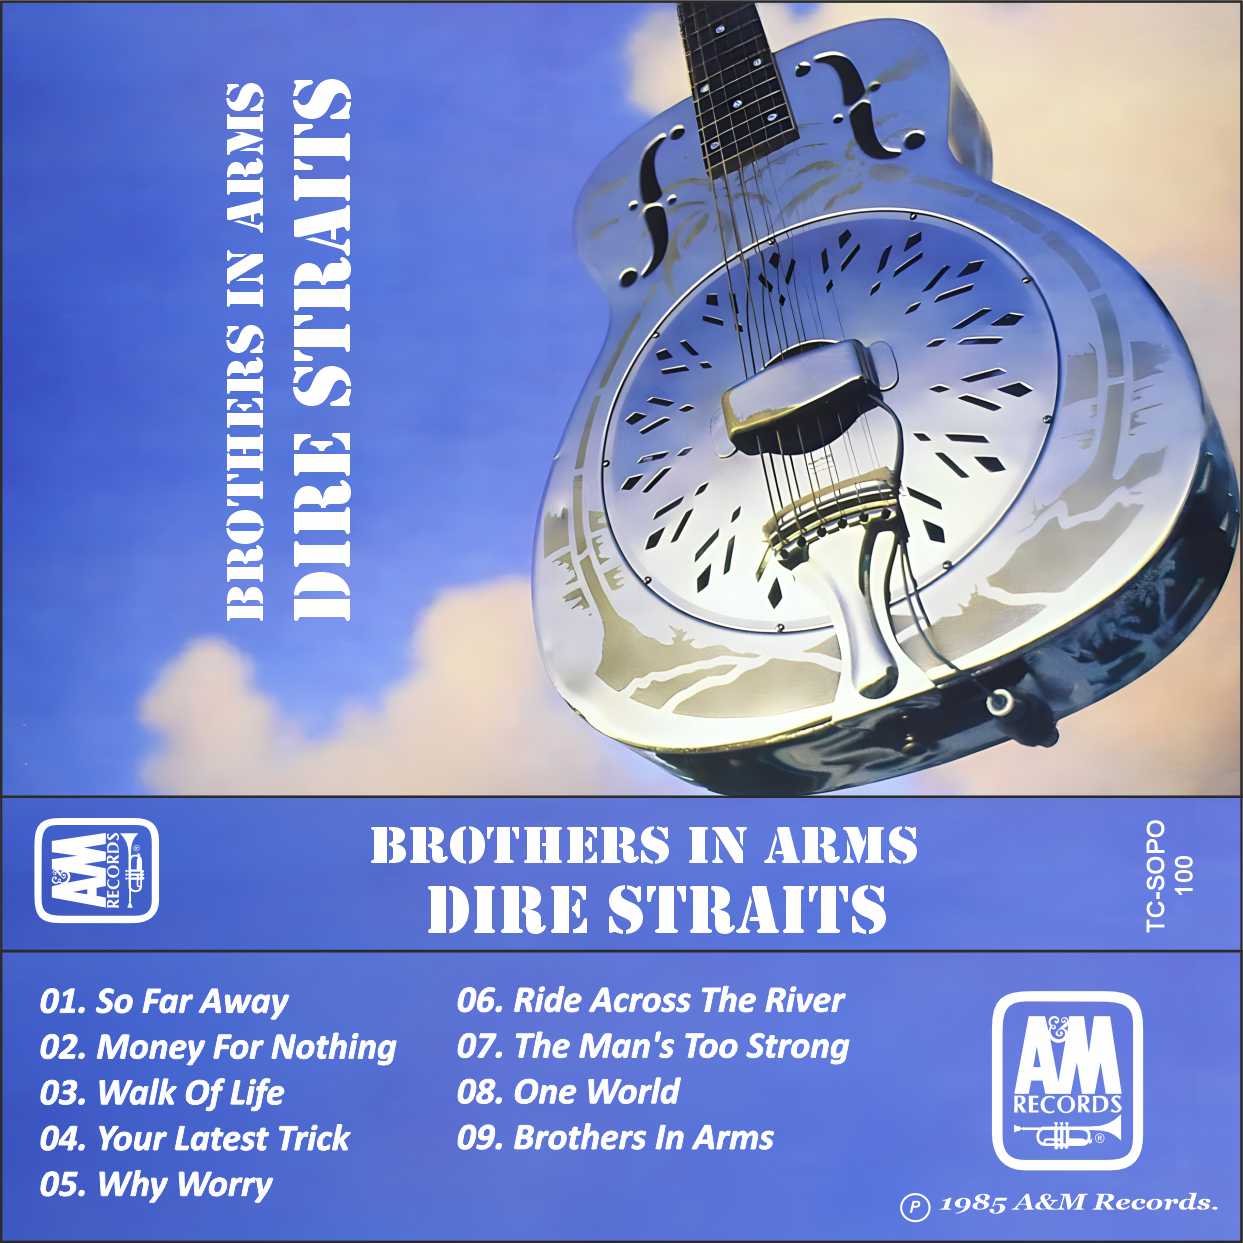 BROTHERS IN ARMS
DIRE STRAITS
A&M
RECORDS
®
BROTHERS IN ARMS
DIRE STRAITS
TC-SOPO
100
01. So Far Away
02. Money For Nothing
03. Walk Of Life
04. Your Latest Trick
05. Why Worry
06. Ride Across The River
07. The Man's Too Strong
08. One World
09. Brothers In Arms
A&M
RECORDS
®
Ⓟ 1985 A&M Records.